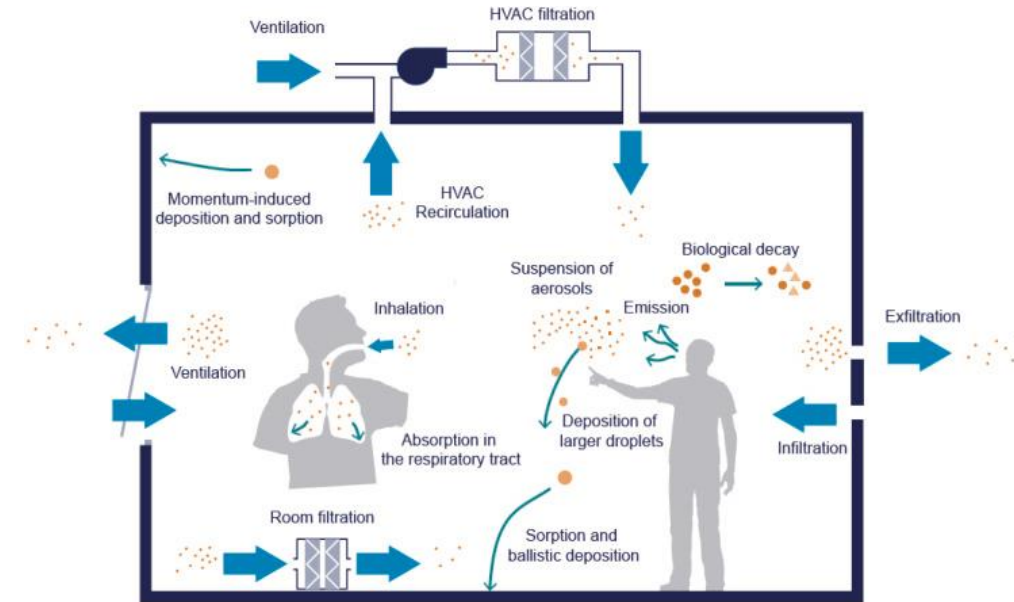 HVAC filtration
Ventilation
Momentum-induced
deposition and sorption
HVAC
Recirculation
Biological decay
Suspension of
aerosols
Emission
Inhalation
Exfiltration
Ventilation
Deposition of
larger droplets
Absorption in
the respiratory tract
Infiltration
Room filtration
Sorption and
ballistic deposition